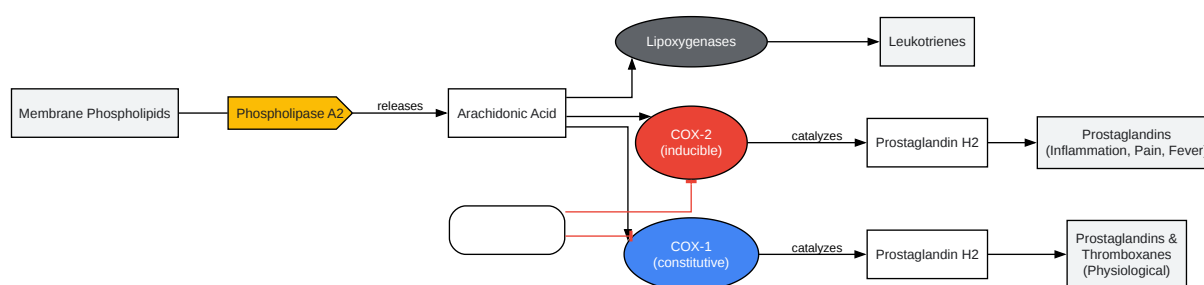 Lipoxygenases
Leukotrienes
Membrane Phospholipids
Phospholipase A2
releases
Arachidonic Acid
COX-2
(inducible)
catalyzes
Prostaglandin H2
Prostaglandins
(Inflammation, Pain, Fever)
COX-1
(constitutive)
catalyzes
Prostaglandin H2
Prostaglandins &
Thromboxanes
(Physiological)